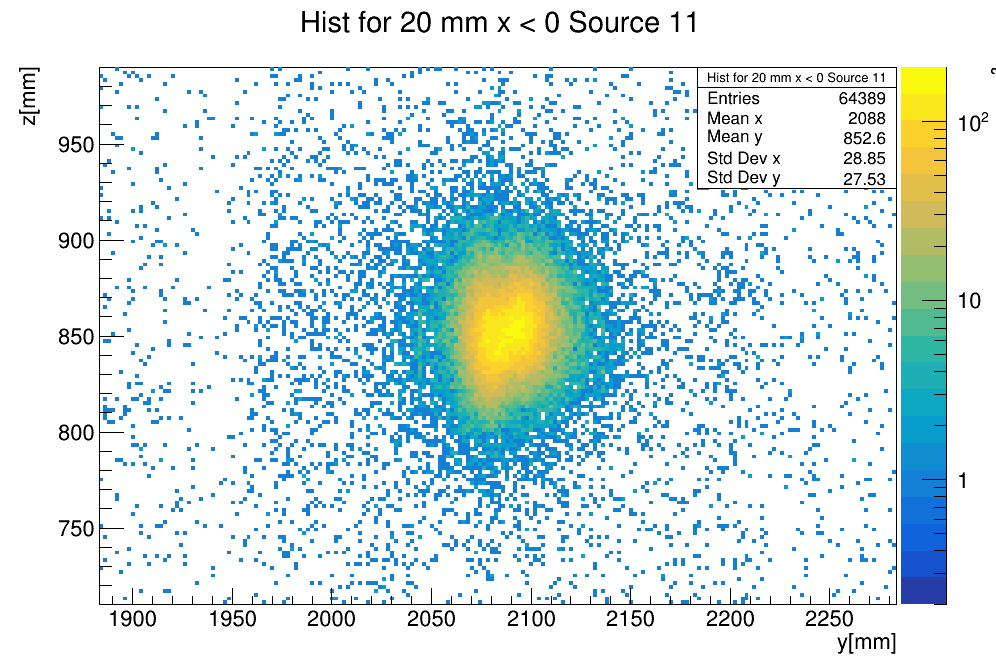 Hist for 20 mm x < 0 Source 11
z[mm]
Hist for 20 mm x < 0 Source 11
Entries 64389
Mean x 2088
Mean y 852.6
Std Dev x 28.85
Std Dev y 27.53
950
900
850
800
750
1900 1950 2000 2050 2100 2150 2200 2250
y[mm]
10²
10
1